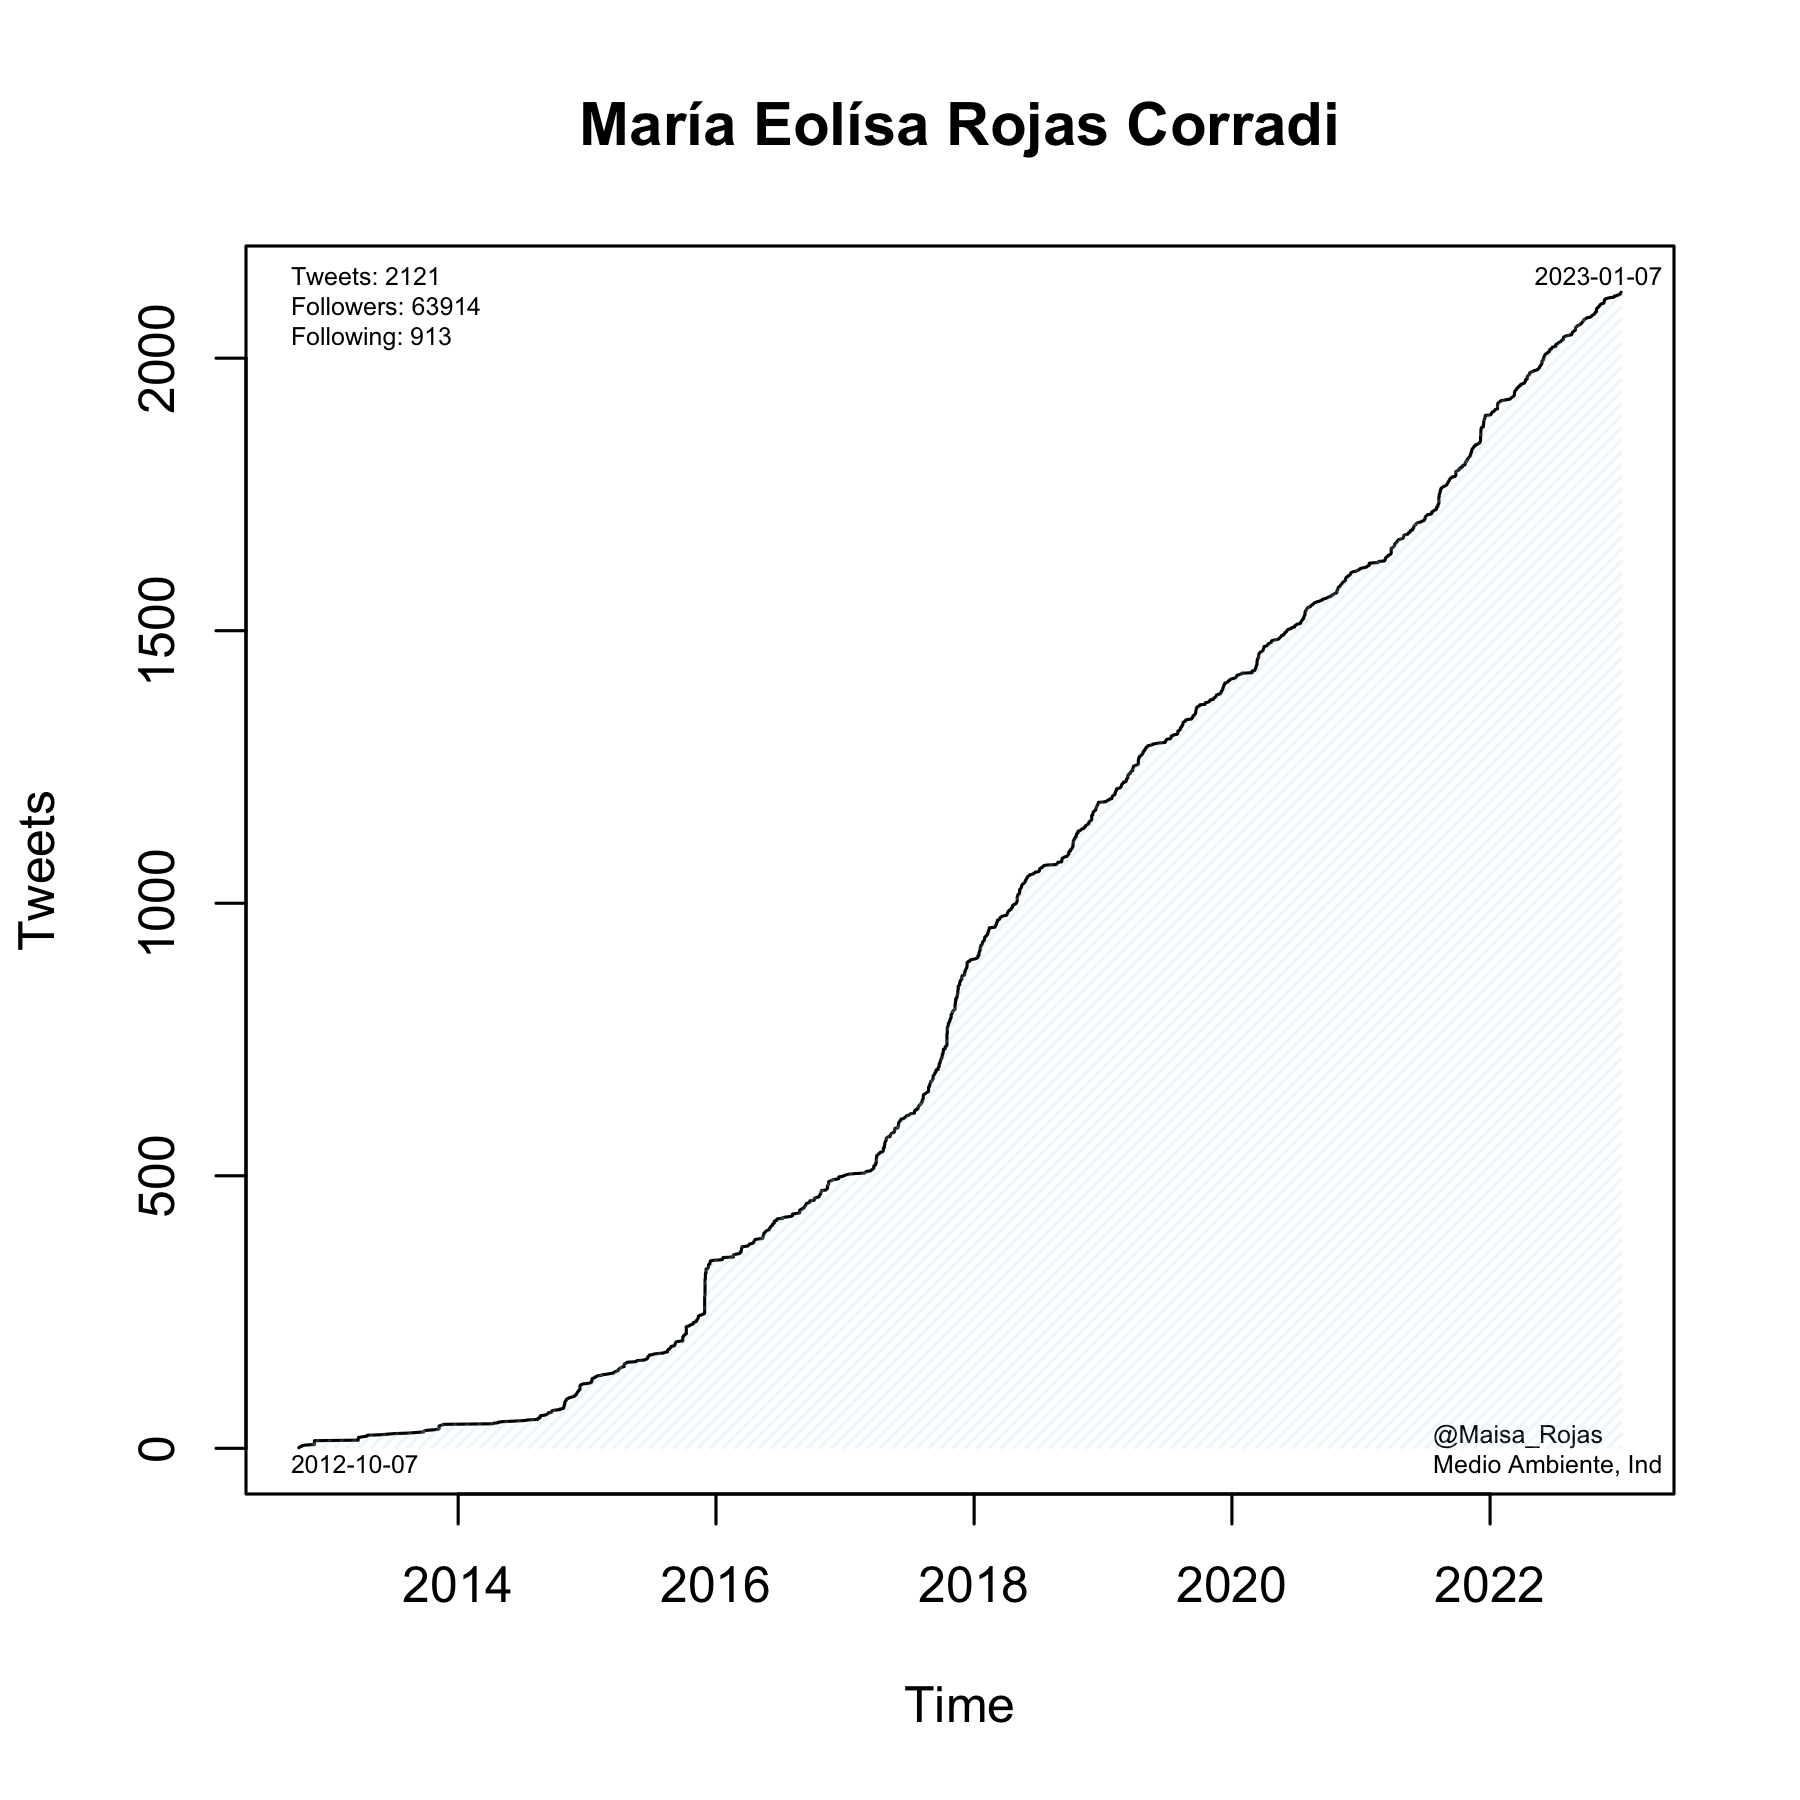 María Eolísa Rojas Corradi
Tweets: 2121
Followers: 63914
Following: 913
2023-01-07
2000
1500
1000
500
0
Tweets
2012-10-07
@Maisa_Rojas
Medio Ambiente, Ind
2014
2016
2018
2020
2022
Time